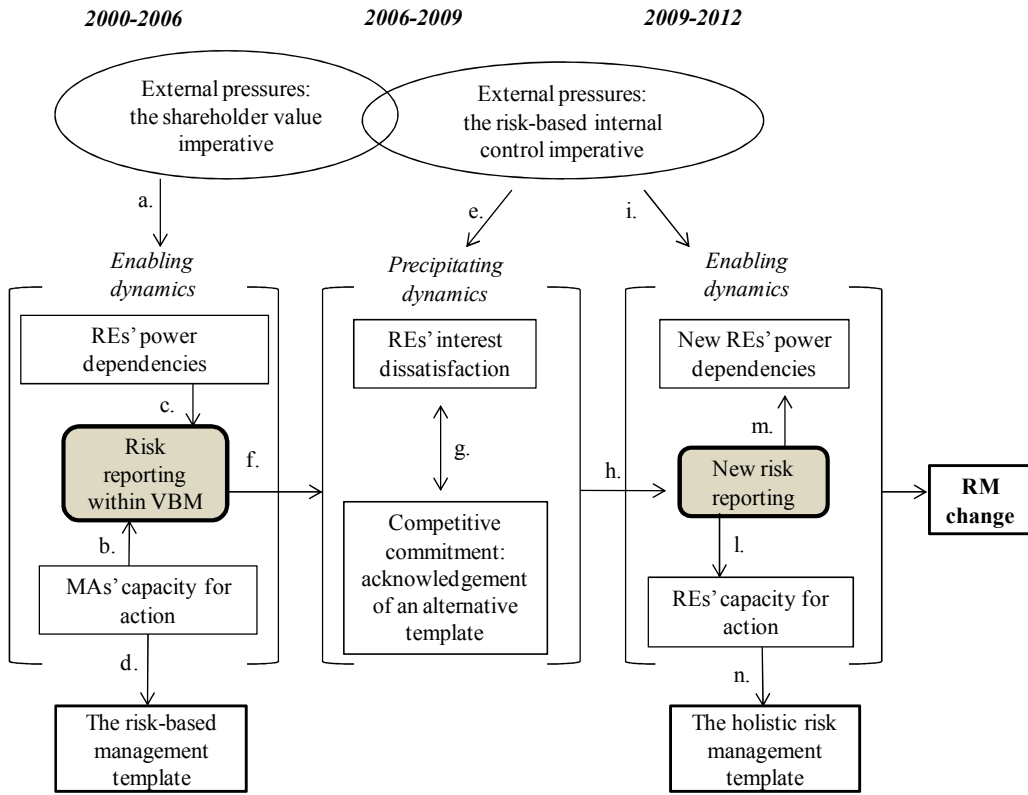 2000-2006
2006-2009
2009-2012
External pressures:
the shareholder value
imperative
External pressures:
the risk-based internal
control imperative
a.
e.
i.
Enabling
dynamics
Precipitating
dynamics
Enabling
dynamics
REs' power
dependencies
c.
Risk
reporting
within VBM
b.
MAs' capacity for
action
d.
The risk-based
management
template
f.
REs' interest
dissatisfaction
g.
Competitive
commitment:
acknowledgement
of an alternative
template
h.
New REs' power
dependencies
m.
New risk
reporting
l.
REs' capacity for
action
n.
The holistic risk
management
template
RM
change